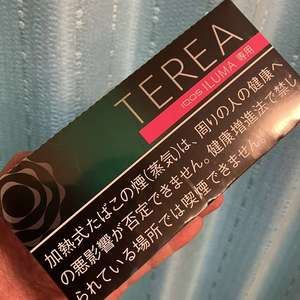 TEREA
IQOS ILUMA 専用
加熱式たばこの煙(蒸気)は、周りの人の健康へ
の悪影響が否定できません。健康増進法で禁じ
られている場所では喫煙できません。